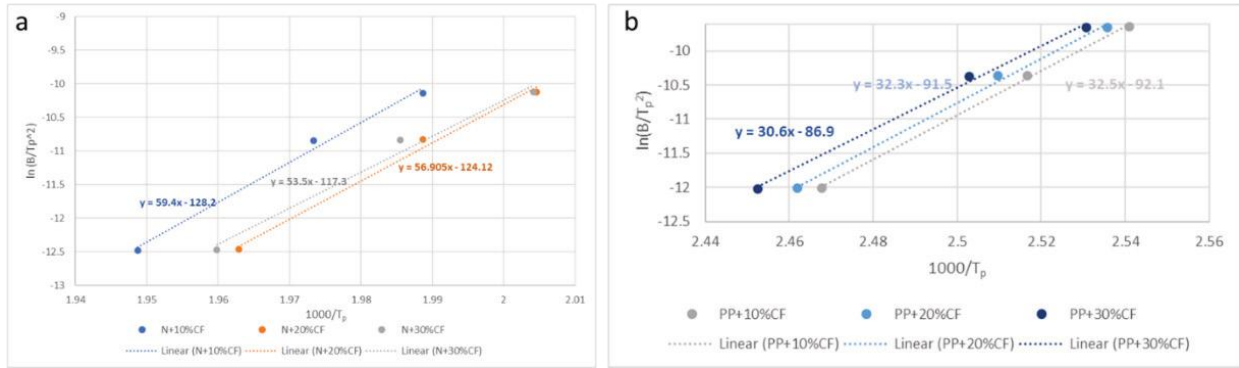 a
-9
-9.5
-10
-10.5
-11
-11.5
-12
-12.5
-13
ln(B/Tp^2)
y = 59.4x - 128.2
y = 53.5x - 117.3
y = 56.905x - 124.12
1.94
1.95
1.96
1.97
1.98
1.99
2
2.01
1000/Tp
N+10%CF
N+20%CF
N+30%CF
Linear (N+10%CF)
Linear (N+20%CF)
Linear (N+30%CF)
b
-10
-10.5
-11
-11.5
-12
-12.5
ln(B/Tp²)
y = 32.3x - 91.5
y = 32.5x - 92.1
y = 30.6x - 86.9
2.44
2.46
2.48
2.5
2.52
2.54
2.56
1000/Tp
PP+10%CF
PP+20%CF
PP+30%CF
Linear (PP+10%CF)
Linear (PP+20%CF)
Linear (PP+30%CF)